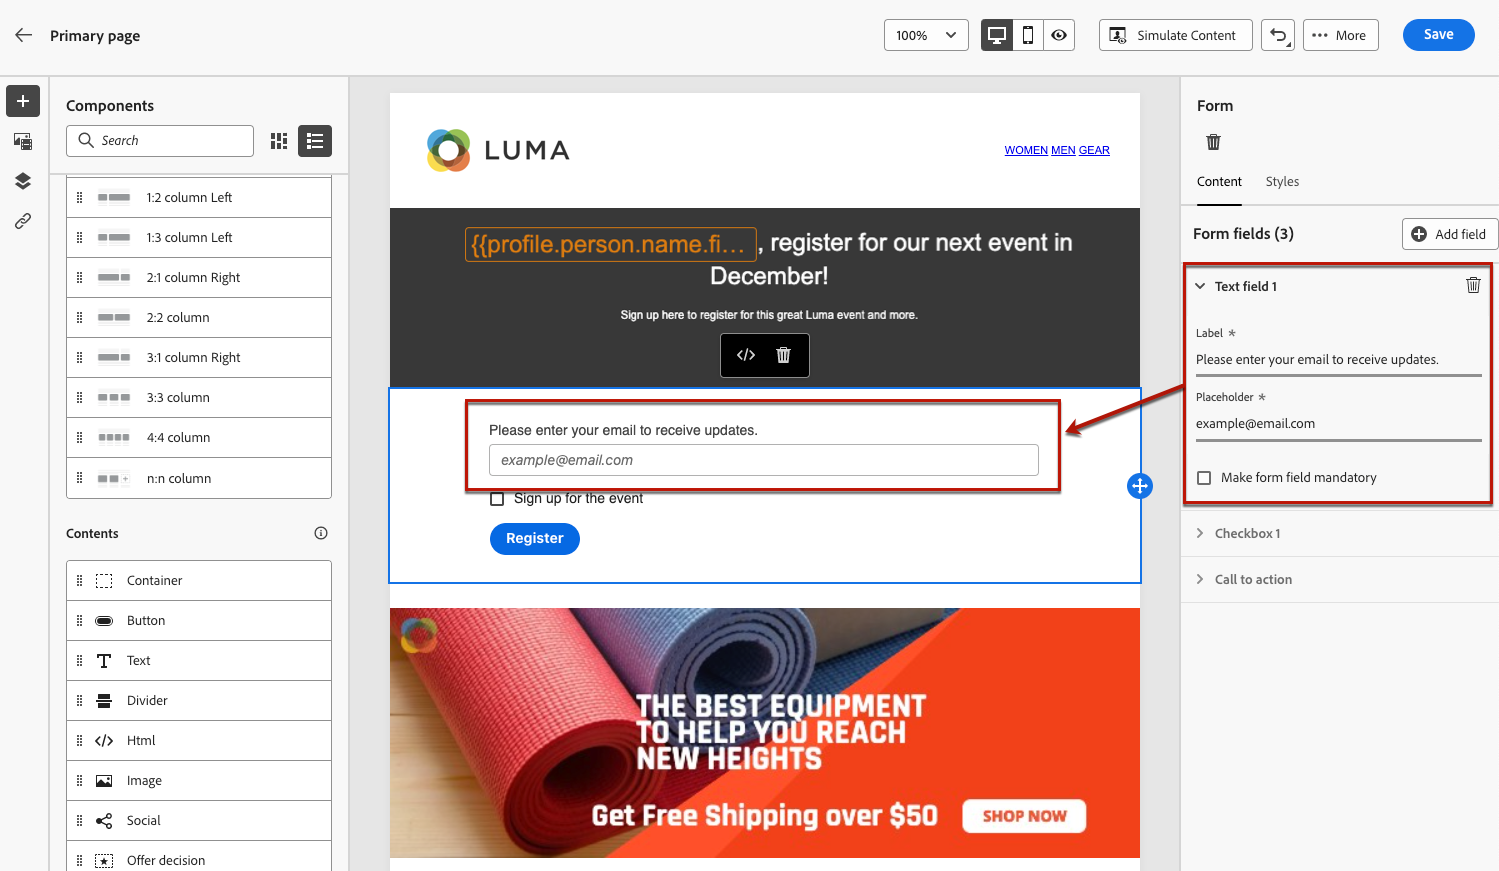 Primary page
100%
Simulate Content
More
Save
Components
Search
1:2 column Left
1:3 column Left
2:1 column Right
2:2 column
3:1 column Right
3:3 column
4:4 column
n:n column
Contents
Container
Button
Text
Divider
Html
Image
Social
Offer decision
LUMA
WOMEN MEN GEAR
{{profile.person.name.fi... , register for our next event in
December!
Sign up here to register for this great Luma event and more.
Please enter your email to receive updates.
example@email.com
Sign up for the event
Register
THE BEST EQUIPMENT
TO HELP YOU REACH
NEW HEIGHTS
Get Free Shipping over $50
SHOP NOW
Form
Content Styles
Form fields (3)
Add field
Text field 1
Label *
Please enter your email to receive updates.
Placeholder *
example@email.com
Make form field mandatory
Checkbox 1
Call to action